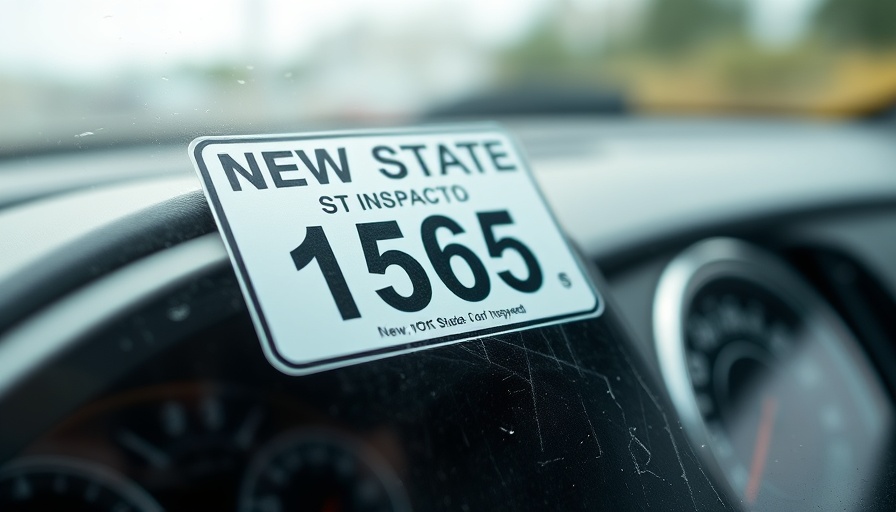 NEW STATE
ST INSPACTO
1565
New,